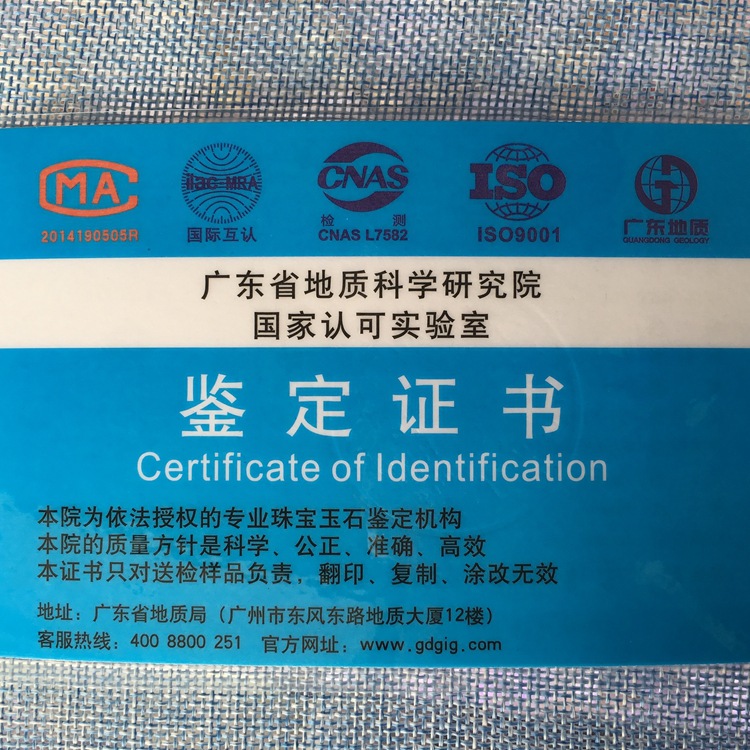 MA
ilac-MRA
CNAS
ISO
2014190505R
国际互认
检 测
CNAS L7582
ISO9001
广东地质
GUANGDONG GEOLOGY
广东省地质科学研究院
国家认可实验室
鉴定证书
Certificate of Identification
本院为依法授权的专业珠宝玉石鉴定机构
本院的质量方针是科学、公正、准确、高效
本证书只对送检样品负责，翻印、复制、涂改无效
地址：广东省地质局（广州市东风东路地质大厦12楼）
客服热线：400 8800 251 官方网址：www.gdgig.com